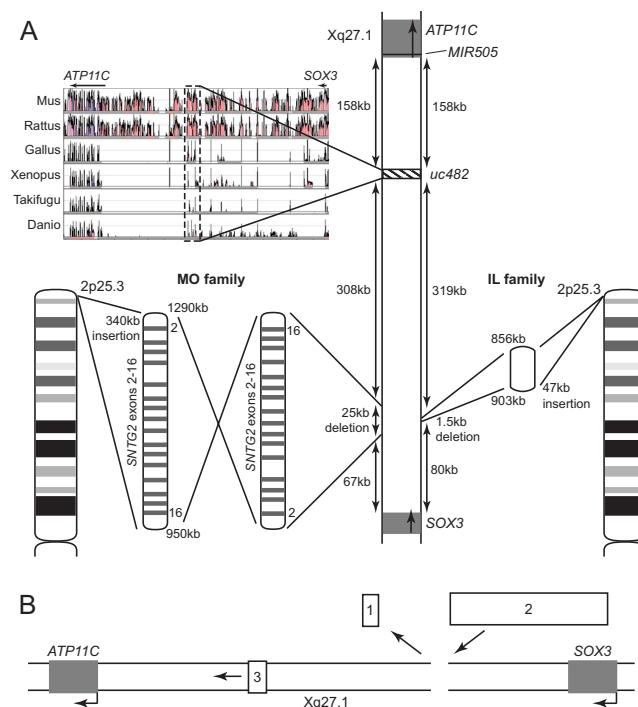 A
Xq27.1
ATP11C
MIR505
ATP11C
SOX3
Mus
Rattus
Gallus
Xenopus
Takifugu
Danio
158kb
158kb
uc482
MO family
308kb
319kb
IL family
2p25.3
2p25.3
1290kb
340kb
insertion
2
16
SNTG2 exons 2-16
SNTG2 exons 2-16
16
2
950kb
856kb
903kb
47kb
insertion
25kb
deletion
1.5kb
deletion
67kb
80kb
SOX3
B
1
2
ATP11C
SOX3
3
Xq27.1